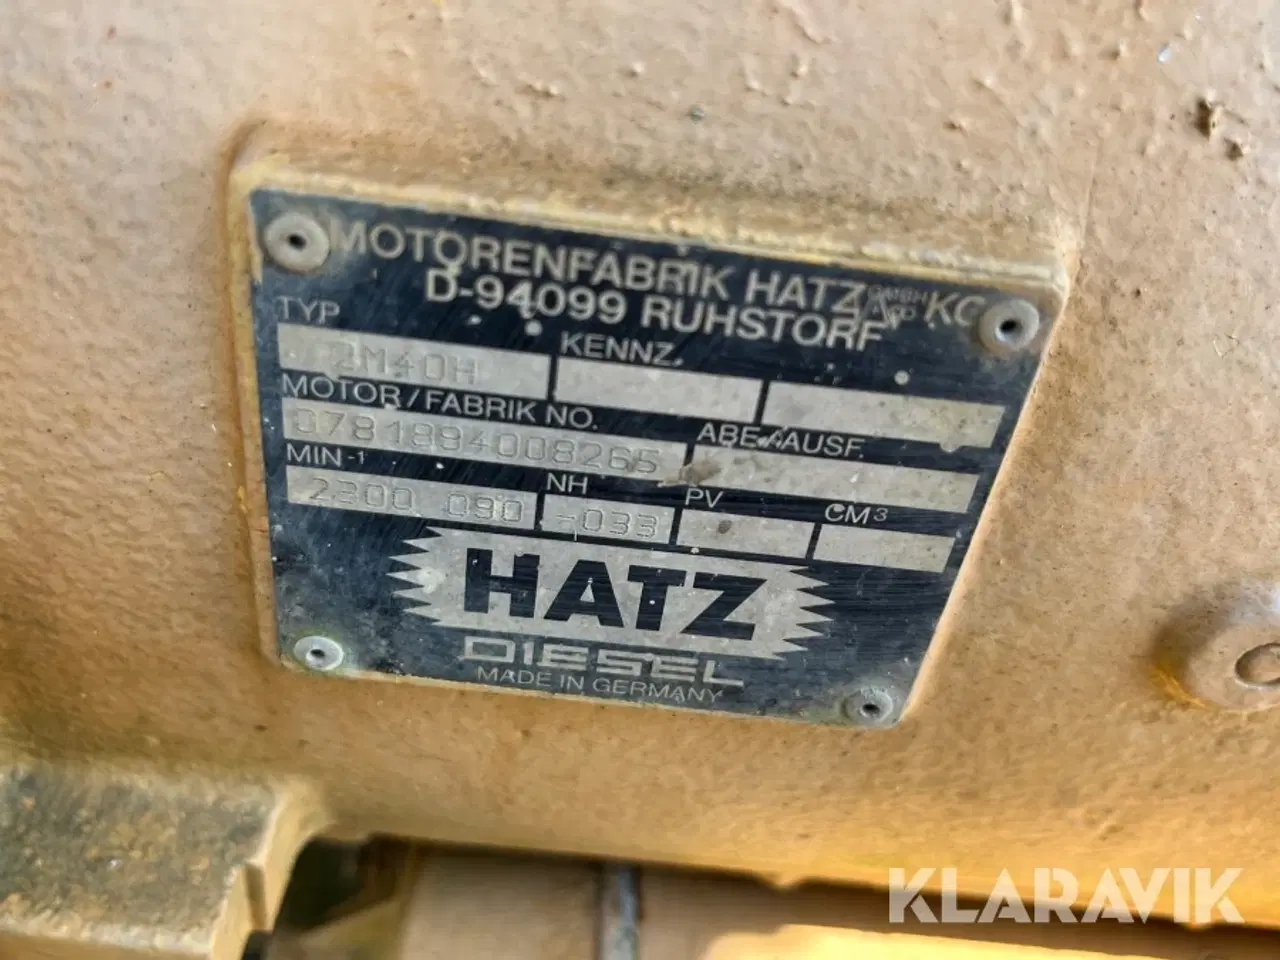 MOTORENFABRIK HATZ GMBH KG
D-94099 RUHSTORF
TYP
2M40H
KENNZ.
MOTOR/FABRIK NO.
ABE/AUSF.
0781884008265
MIN-1
NH
PV
CM3
2300 090
-033
HATZ
DIESEL
MADE IN GERMANY
KLARAVIK